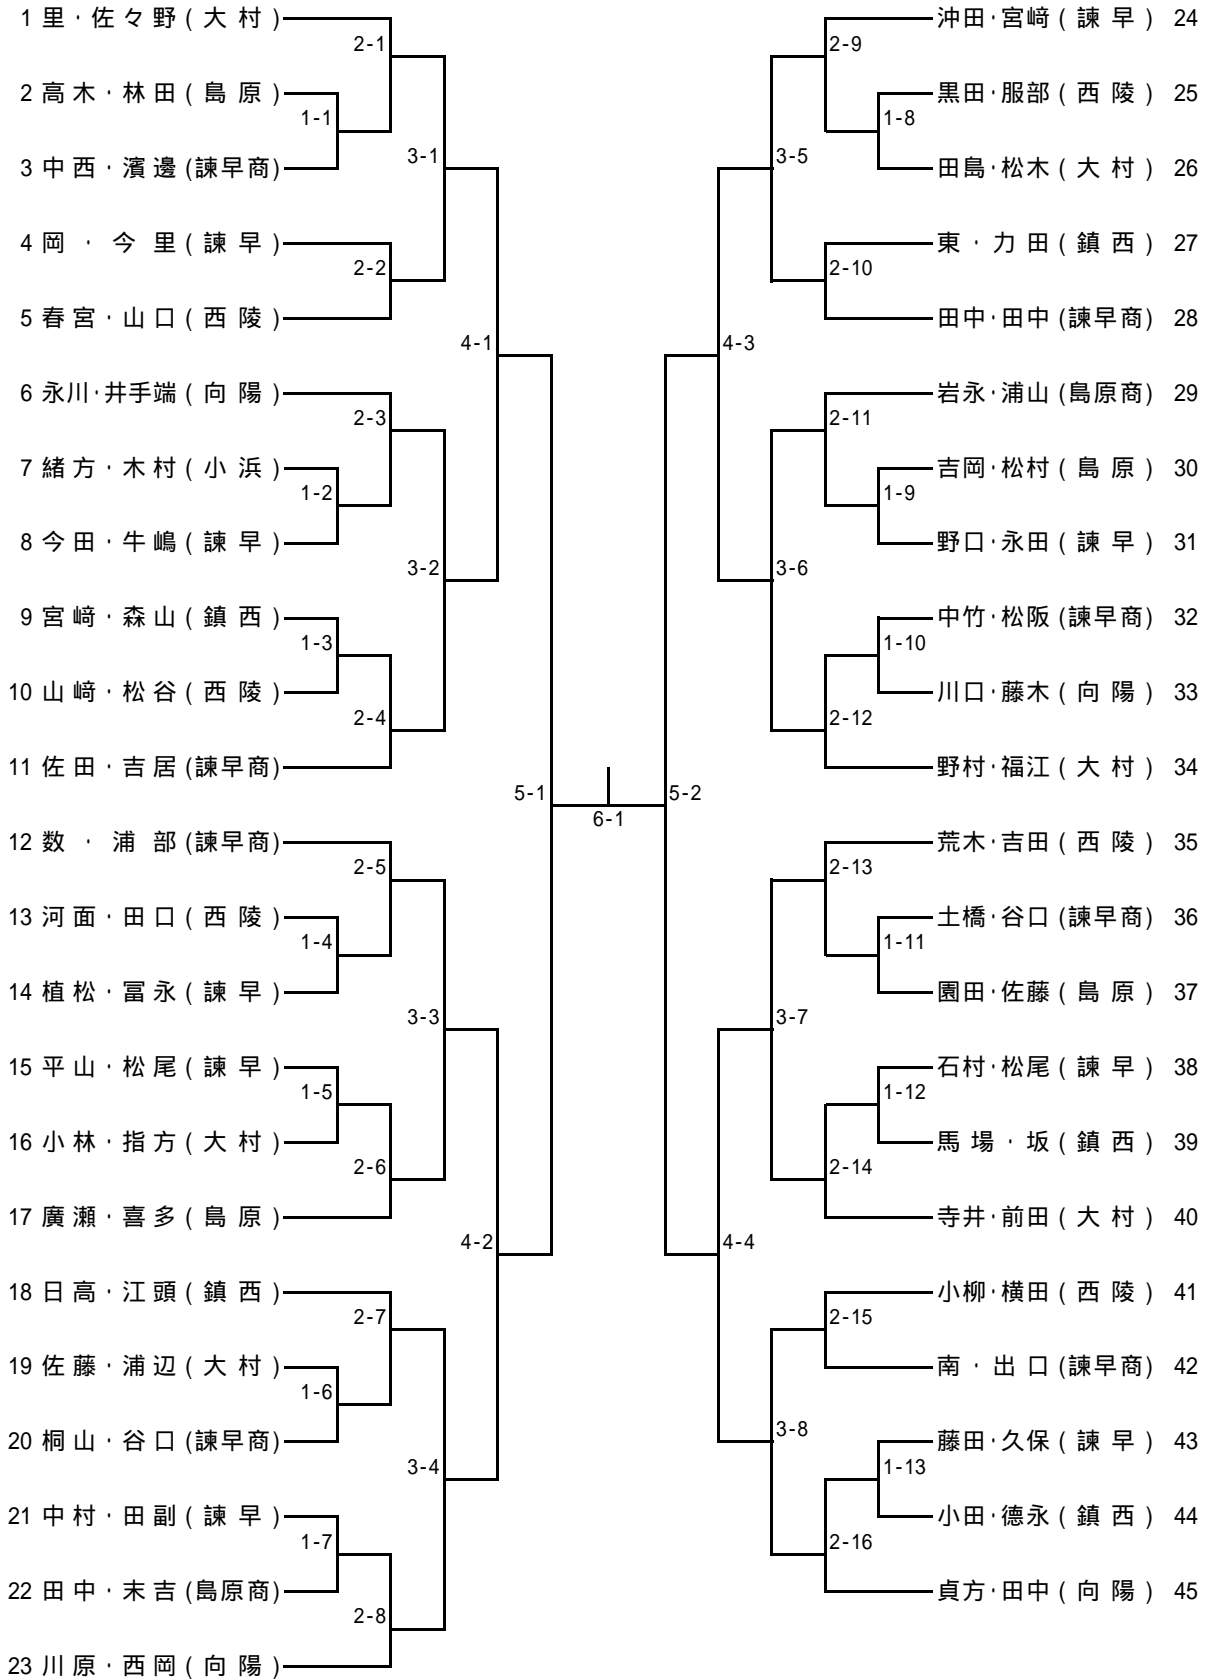 1 里・佐々野 (大村)
2-1
2 高木・林田 (島原)
1-1
3 中西・濱邊 (諫早商)
3-1
4 岡・今里 (諫早)
2-2
5 春宮・山口 (西陵)
4-1
6 永川・井手端 (向陽)
2-3
7 緒方・木村 (小浜)
1-2
8 今田・牛嶋 (諫早)
3-2
9 宮﨑・森山 (鎮西)
1-3
10 山﨑・松谷 (西陵)
2-4
11 佐田・吉居 (諫早商)
5-1
12 数・浦部 (諫早商)
2-5
13 河面・田口 (西陵)
1-4
14 植松・冨永 (諫早)
3-3
15 平山・松尾 (諫早)
1-5
16 小林・指方 (大村)
2-6
17 廣瀬・喜多 (島原)
4-2
18 日高・江頭 (鎮西)
2-7
19 佐藤・浦辺 (大村)
1-6
20 桐山・谷口 (諫早商)
3-4
21 中村・田副 (諫早)
1-7
22 田中・末吉 (島原商)
2-8
23 川原・西岡 (向陽)
6-1
沖田・宮﨑 (諫早) 24
2-9
黒田・服部 (西陵) 25
1-8
田島・松木 (大村) 26
3-5
東・力田 (鎮西) 27
2-10
田中・田中 (諫早商) 28
4-3
岩永・浦山 (島原商) 29
2-11
吉岡・松村 (島原) 30
1-9
野口・永田 (諫早) 31
3-6
中竹・松阪 (諫早商) 32
1-10
川口・藤木 (向陽) 33
2-12
野村・福江 (大村) 34
5-2
荒木・吉田 (西陵) 35
2-13
土橋・谷口 (諫早商) 36
1-11
園田・佐藤 (島原) 37
3-7
石村・松尾 (諫早) 38
1-12
馬場・坂 (鎮西) 39
2-14
寺井・前田 (大村) 40
4-4
小柳・横田 (西陵) 41
2-15
南・出口 (諫早商) 42
3-8
藤田・久保 (諫早) 43
1-13
小田・德永 (鎮西) 44
2-16
貞方・田中 (向陽) 45